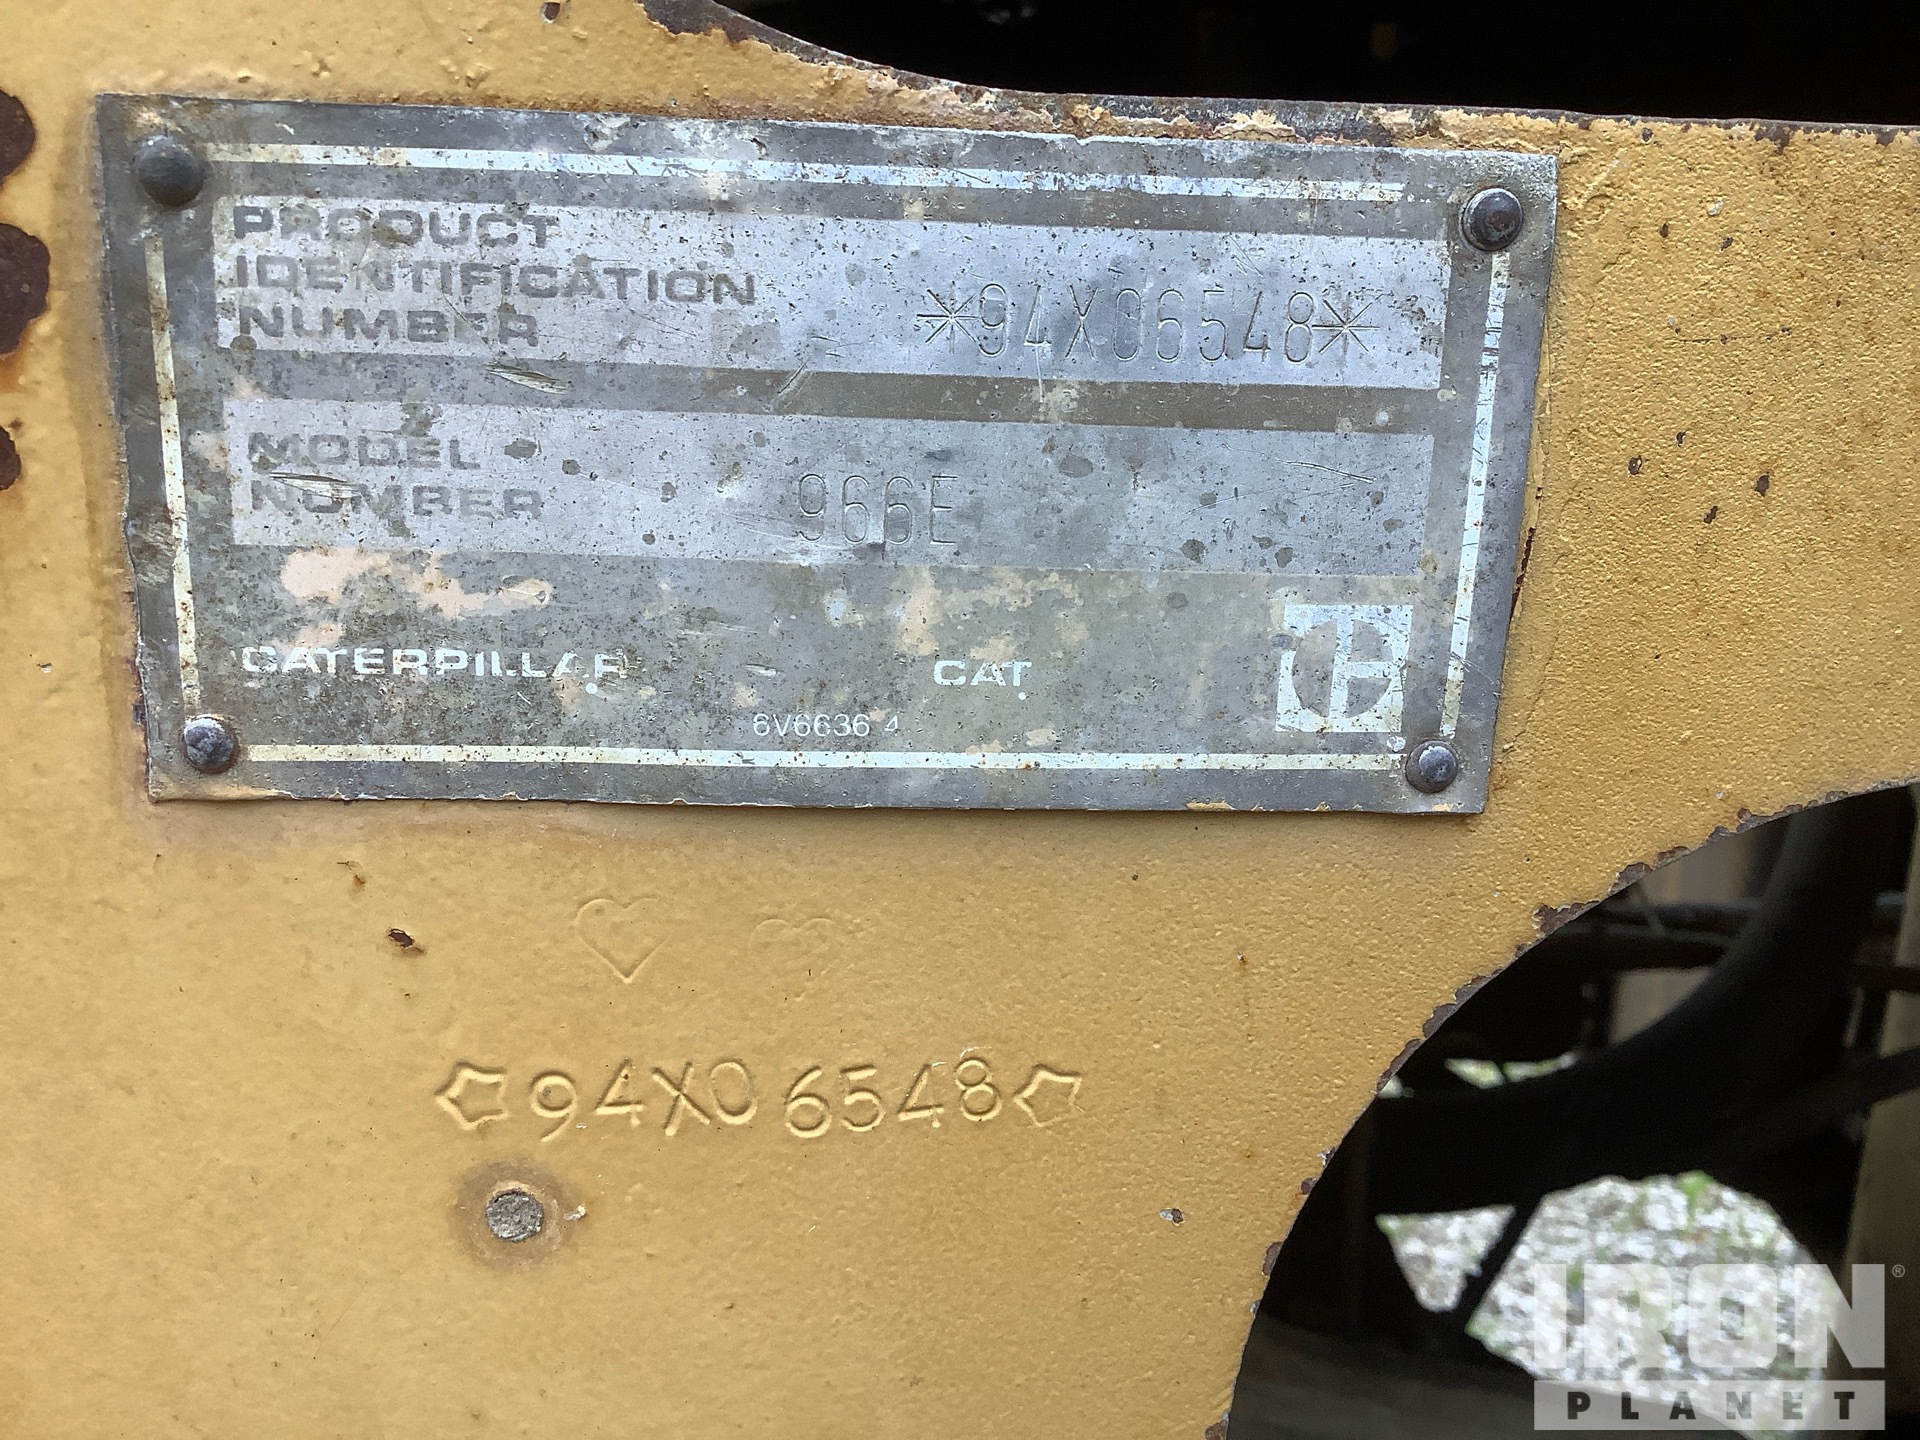 PRODUCT
IDENTIFICATION
NUMBER
*94X06548*
MODEL
NUMBER
966E
CATERPILLAR
CAT
6V6636 4
94X06548
IRON
PLANET
®